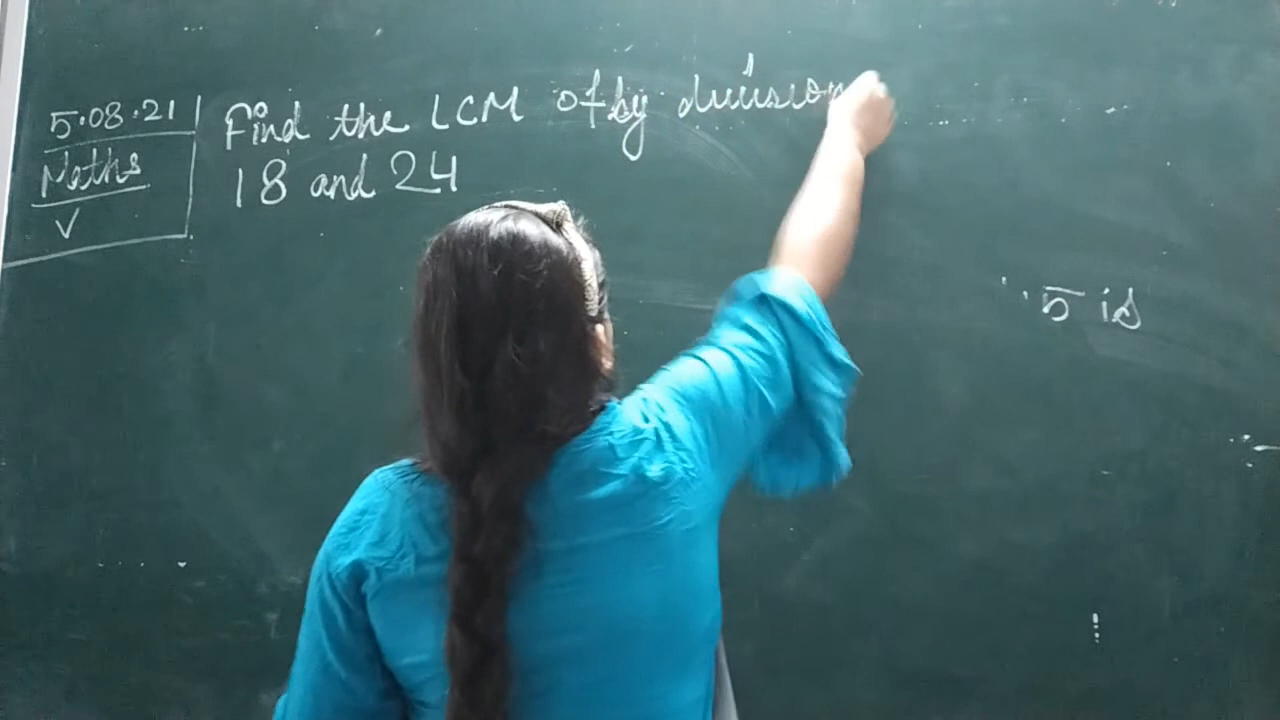 5.08.21
Maths
V
Find the LCM of by division
18 and 24
5 is